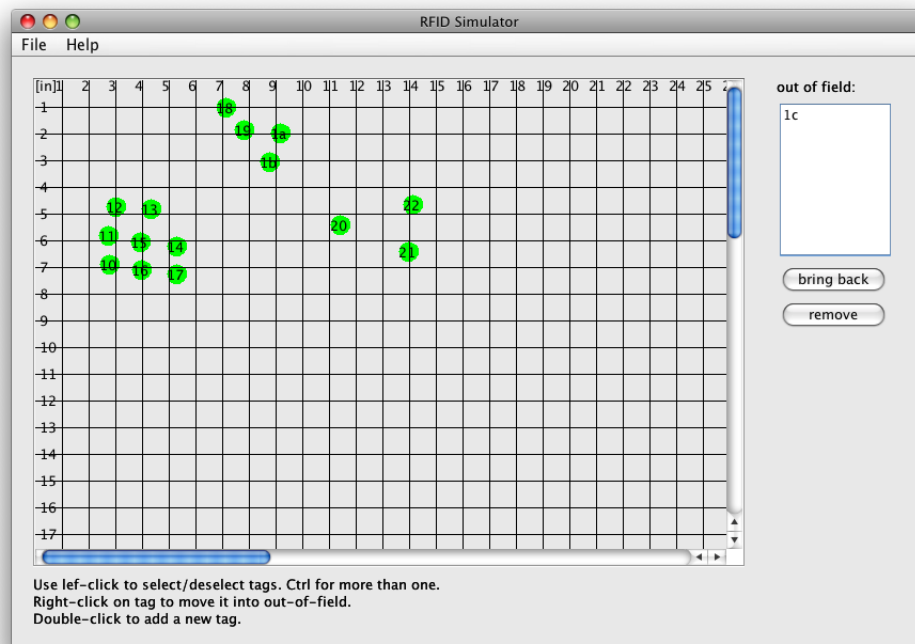 RFID Simulator
File Help
[in] 1 2 3 4 5 6 7 8 9 10 11 12 13 14 15 16 17 18 19 20 21 22 23 24 25
out of field:
1 18
1c
2 19 1a
3 1b
4
5 12 13 22
20
6 11 15 14 21
7 10 16 17
bring back
8
remove
9
10
11
12
13
14
15
16
17
Use lef-click to select/deselect tags. Ctrl for more than one.
Right-click on tag to move it into out-of-field.
Double-click to add a new tag.